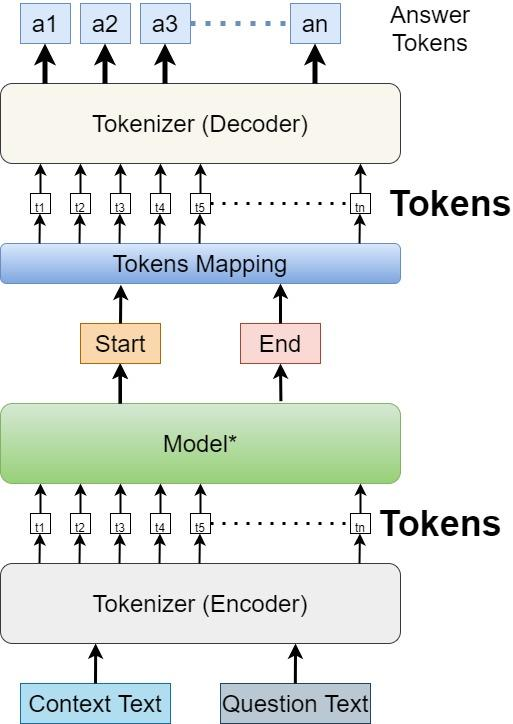 a1 a2 a3 an Answer
Tokens
Tokenizer (Decoder)
t1 t2 t3 t4 t5 tn Tokens
Tokens Mapping
Start End
Model*
t1 t2 t3 t4 t5 tn Tokens
Tokenizer (Encoder)
Context Text Question Text